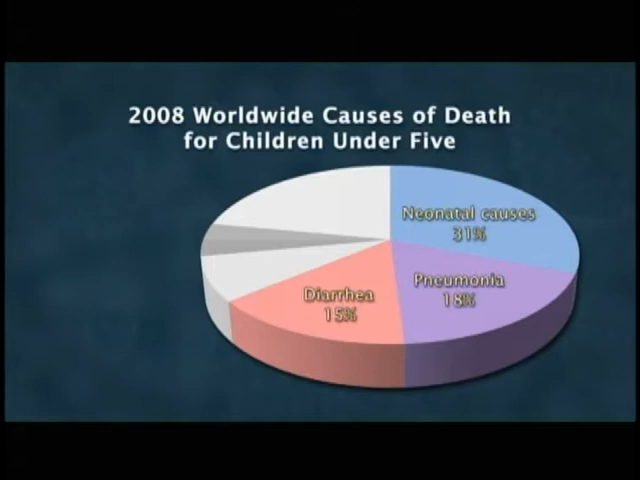 2008 Worldwide Causes of Death
for Children Under Five
Neonatal causes
31%
Pneumonia
18%
Diarrhea
15%